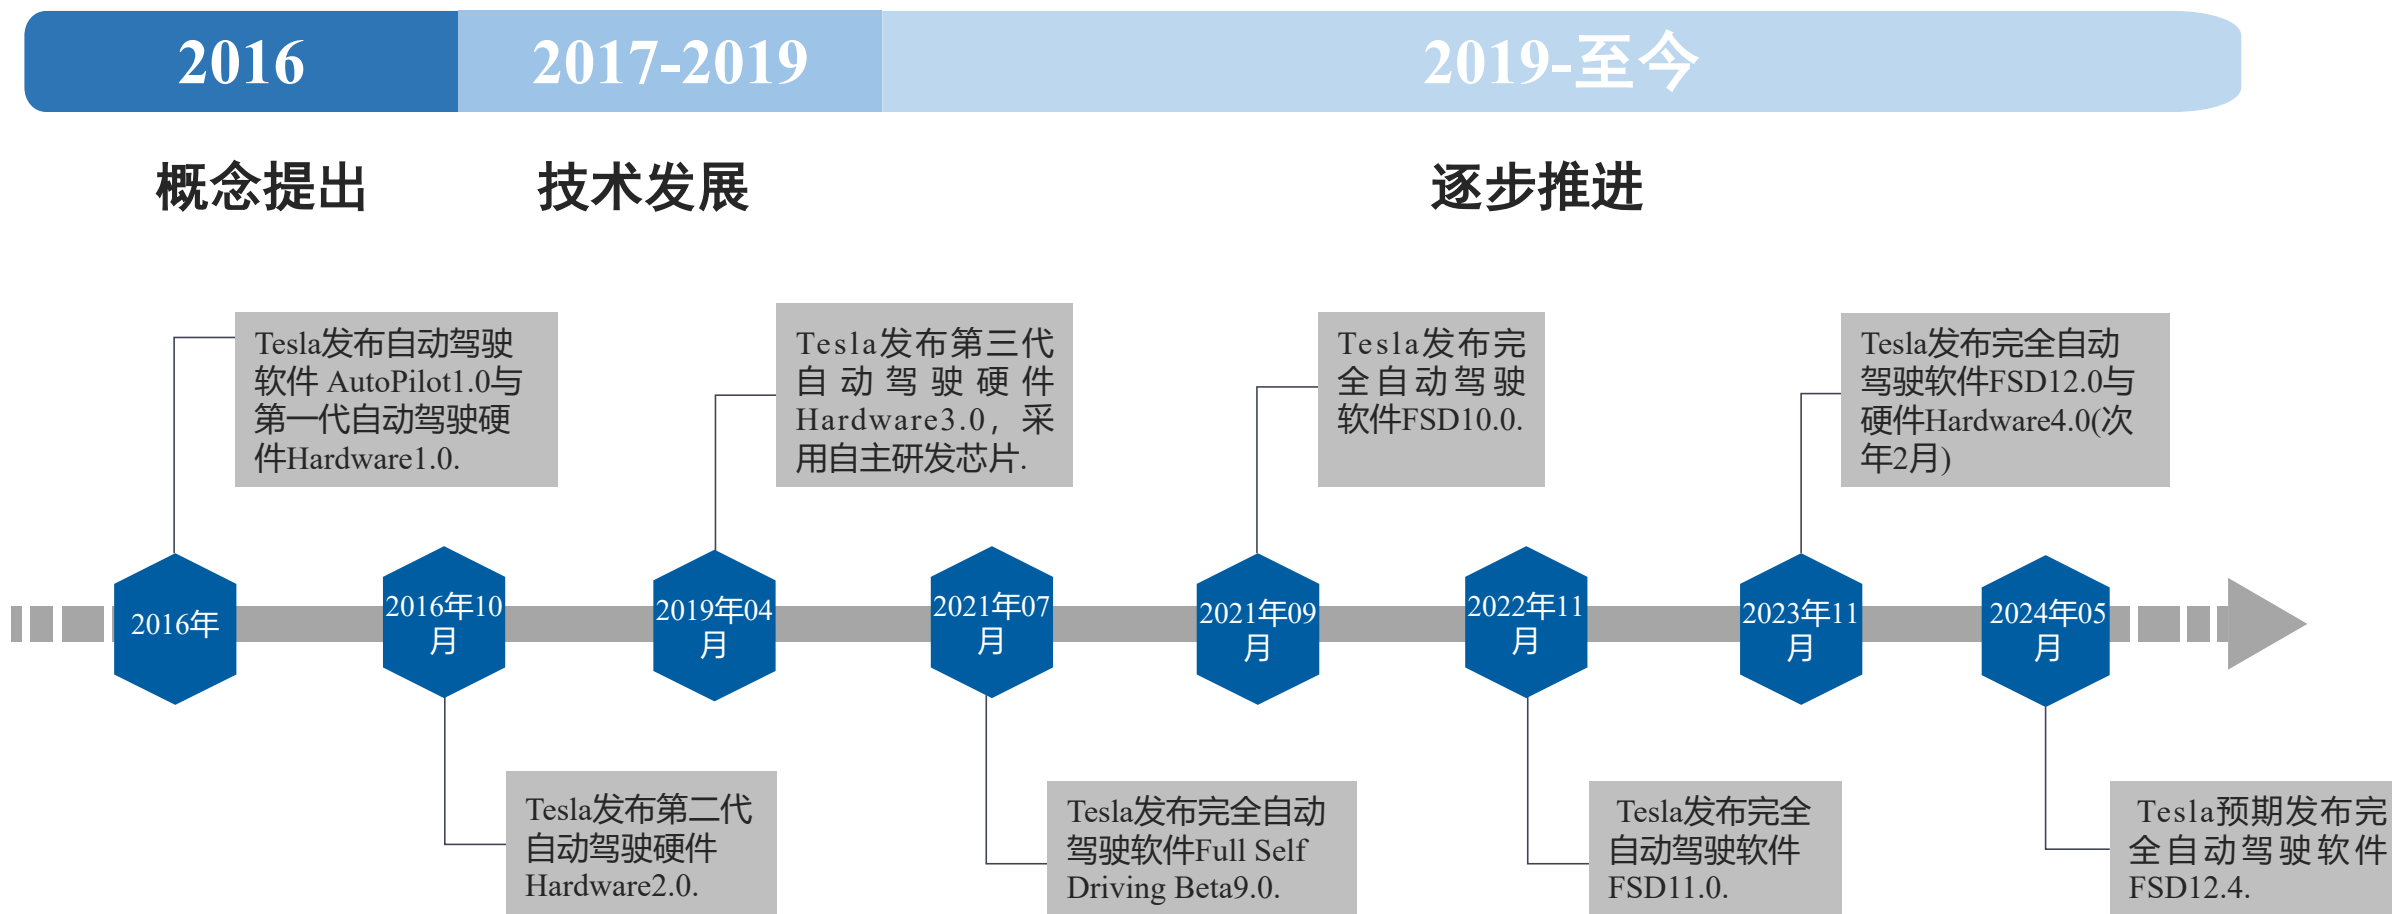 2016
2017-2019
2019-至今
概念提出
技术发展
逐步推进
Tesla发布自动驾驶
软件 AutoPilot1.0与
第一代自动驾驶硬
件Hardware1.0.
Tesla发布第三代
自动驾驶硬件
Hardware3.0，采
用自主研发芯片.
Tesla发布完
全自动驾驶
软件FSD10.0.
Tesla发布完全自动
驾驶软件FSD12.0与
硬件Hardware4.0(次
年2月)
2016年
2016年10
月
2019年04
月
2021年07
月
2021年09
月
2022年11
月
2023年11
月
2024年05
月
Tesla发布第二代
自动驾驶硬件
Hardware2.0.
Tesla发布完全自动
驾驶软件Full Self
Driving Beta9.0.
Tesla发布完全
自动驾驶软件
FSD11.0.
Tesla预期发布完
全自动驾驶软件
FSD12.4.